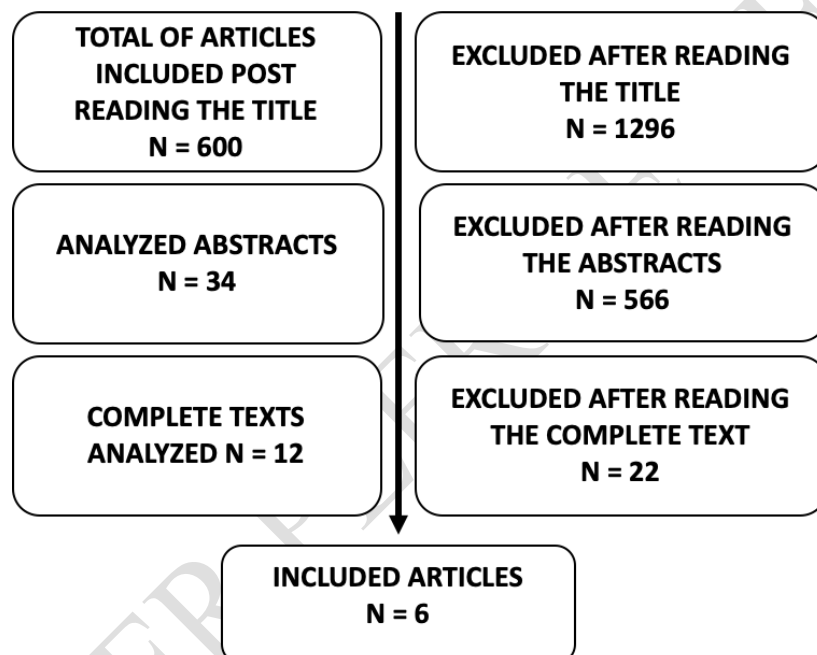 TOTAL OF ARTICLES
INCLUDED POST
READING THE TITLE
N = 600
EXCLUDED AFTER READING
THE TITLE
N = 1296
ANALYZED ABSTRACTS
N = 34
EXCLUDED AFTER READING
THE ABSTRACTS
N = 566
COMPLETE TEXTS
ANALYZED N = 12
EXCLUDED AFTER READING
THE COMPLETE TEXT
N = 22
INCLUDED ARTICLES
N = 6